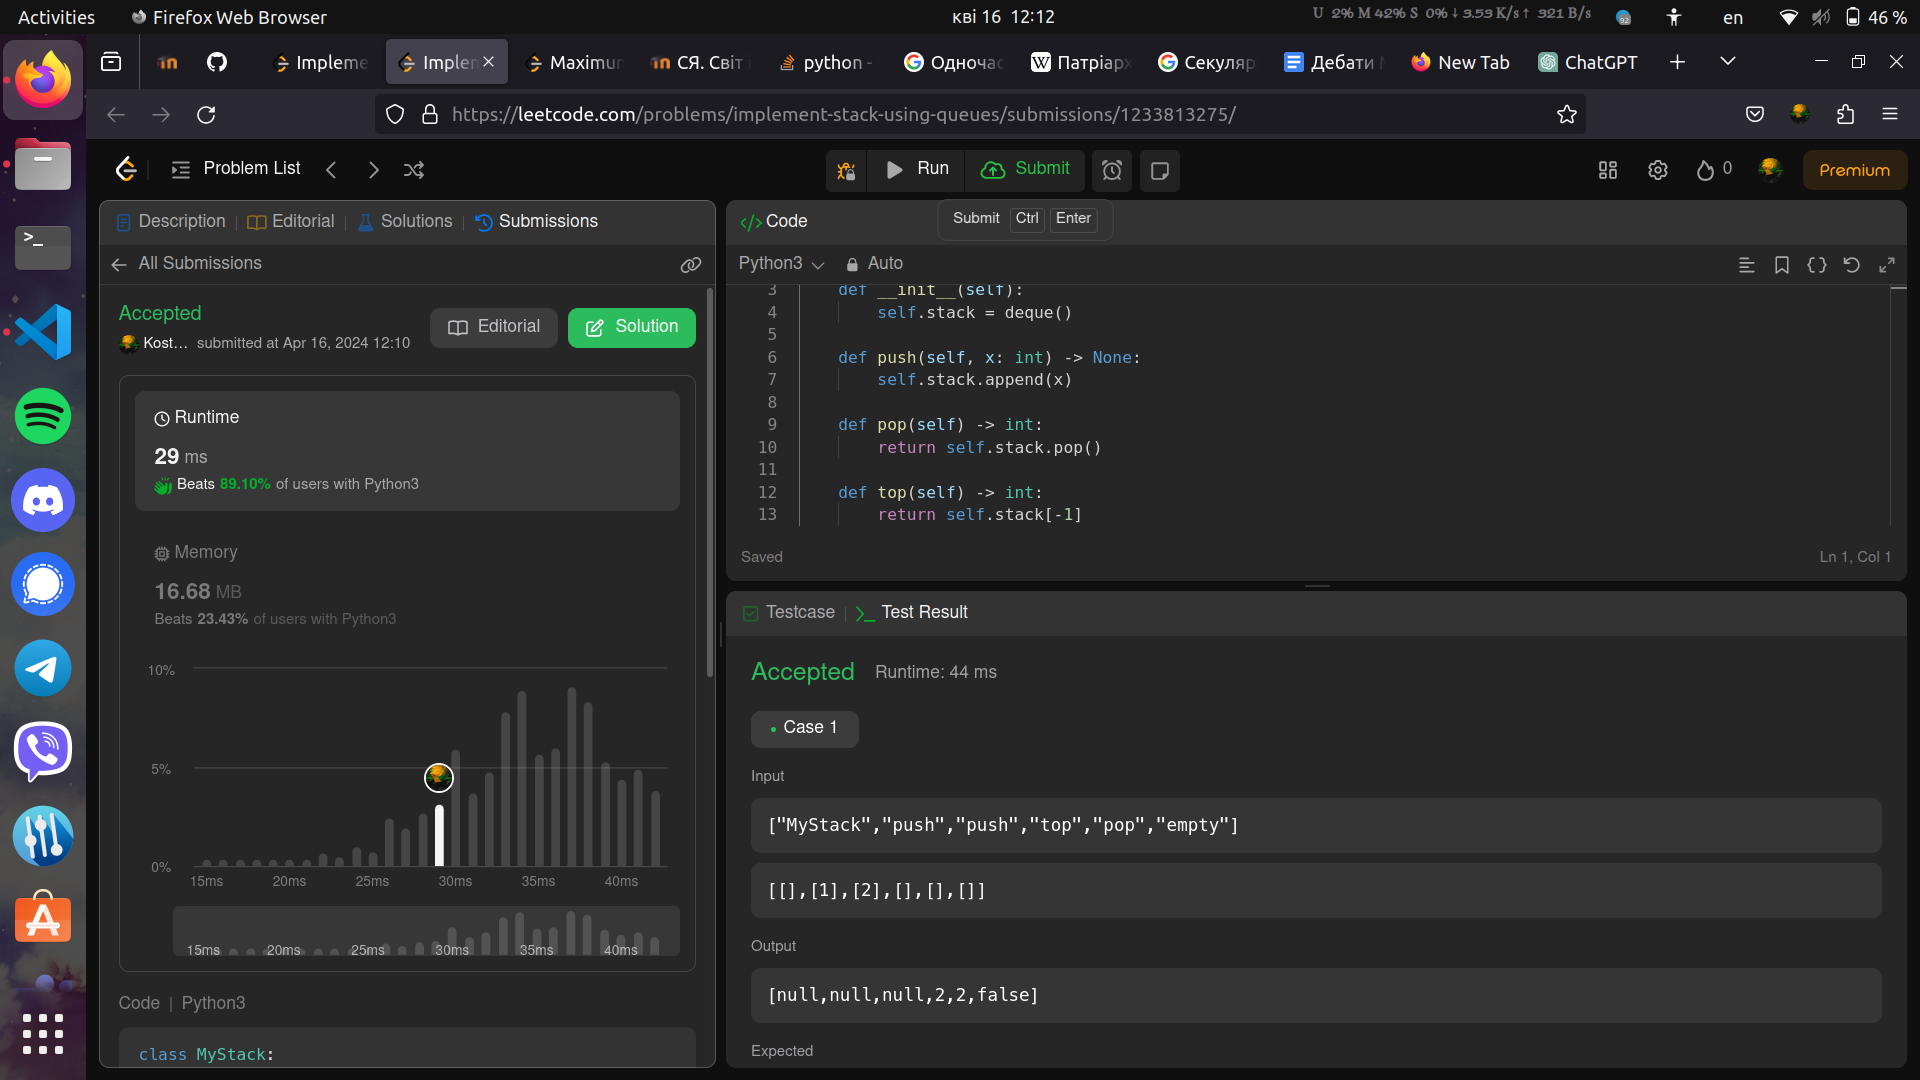 Activities
Firefox Web Browser
кві 16 12:12
U 2% M 42% S 0% ↓ 3.53 K/s ↑ 321 B/s
92
en
46 %
Impleme
Implem
Maximum
СЯ. Світ
python -
Одночас
Патріарх
Секуляр
Дебати
New Tab
ChatGPT
https://leetcode.com/problems/implement-stack-using-queues/submissions/1233813275/
Problem List
Run
Submit
0
Premium
Description | Editorial | Solutions | Submissions
All Submissions
Accepted
Kost... submitted at Apr 16, 2024 12:10
Editorial
Solution
Runtime
29 ms
Beats 89.10% of users with Python3
Memory
16.68 MB
Beats 23.43% of users with Python3
10%
5%
0%
15ms 20ms 25ms 30ms 35ms 40ms
15ms 20ms 25ms 30ms 35ms 40ms
Code | Python3
class MyStack:
</> Code
Submit Ctrl Enter
Python3
Auto
3 def __init__(self):
4 self.stack = deque()
5
6 def push(self, x: int) -> None:
7 self.stack.append(x)
8
9 def pop(self) -> int:
10 return self.stack.pop()
11
12 def top(self) -> int:
13 return self.stack[-1]
Saved
Ln 1, Col 1
Testcase | >_ Test Result
Accepted Runtime: 44 ms
• Case 1
Input
["MyStack","push","push","top","pop","empty"]
[[],[1],[2],[],[],[]]
Output
[null,null,null,2,2,false]
Expected